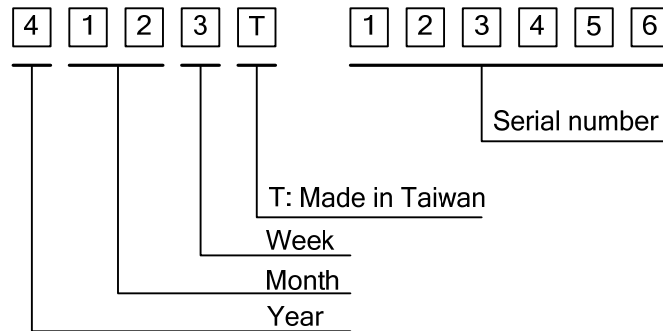 4 1 2 3 T 1 2 3 4 5 6
Serial number
T: Made in Taiwan
Week
Month
Year